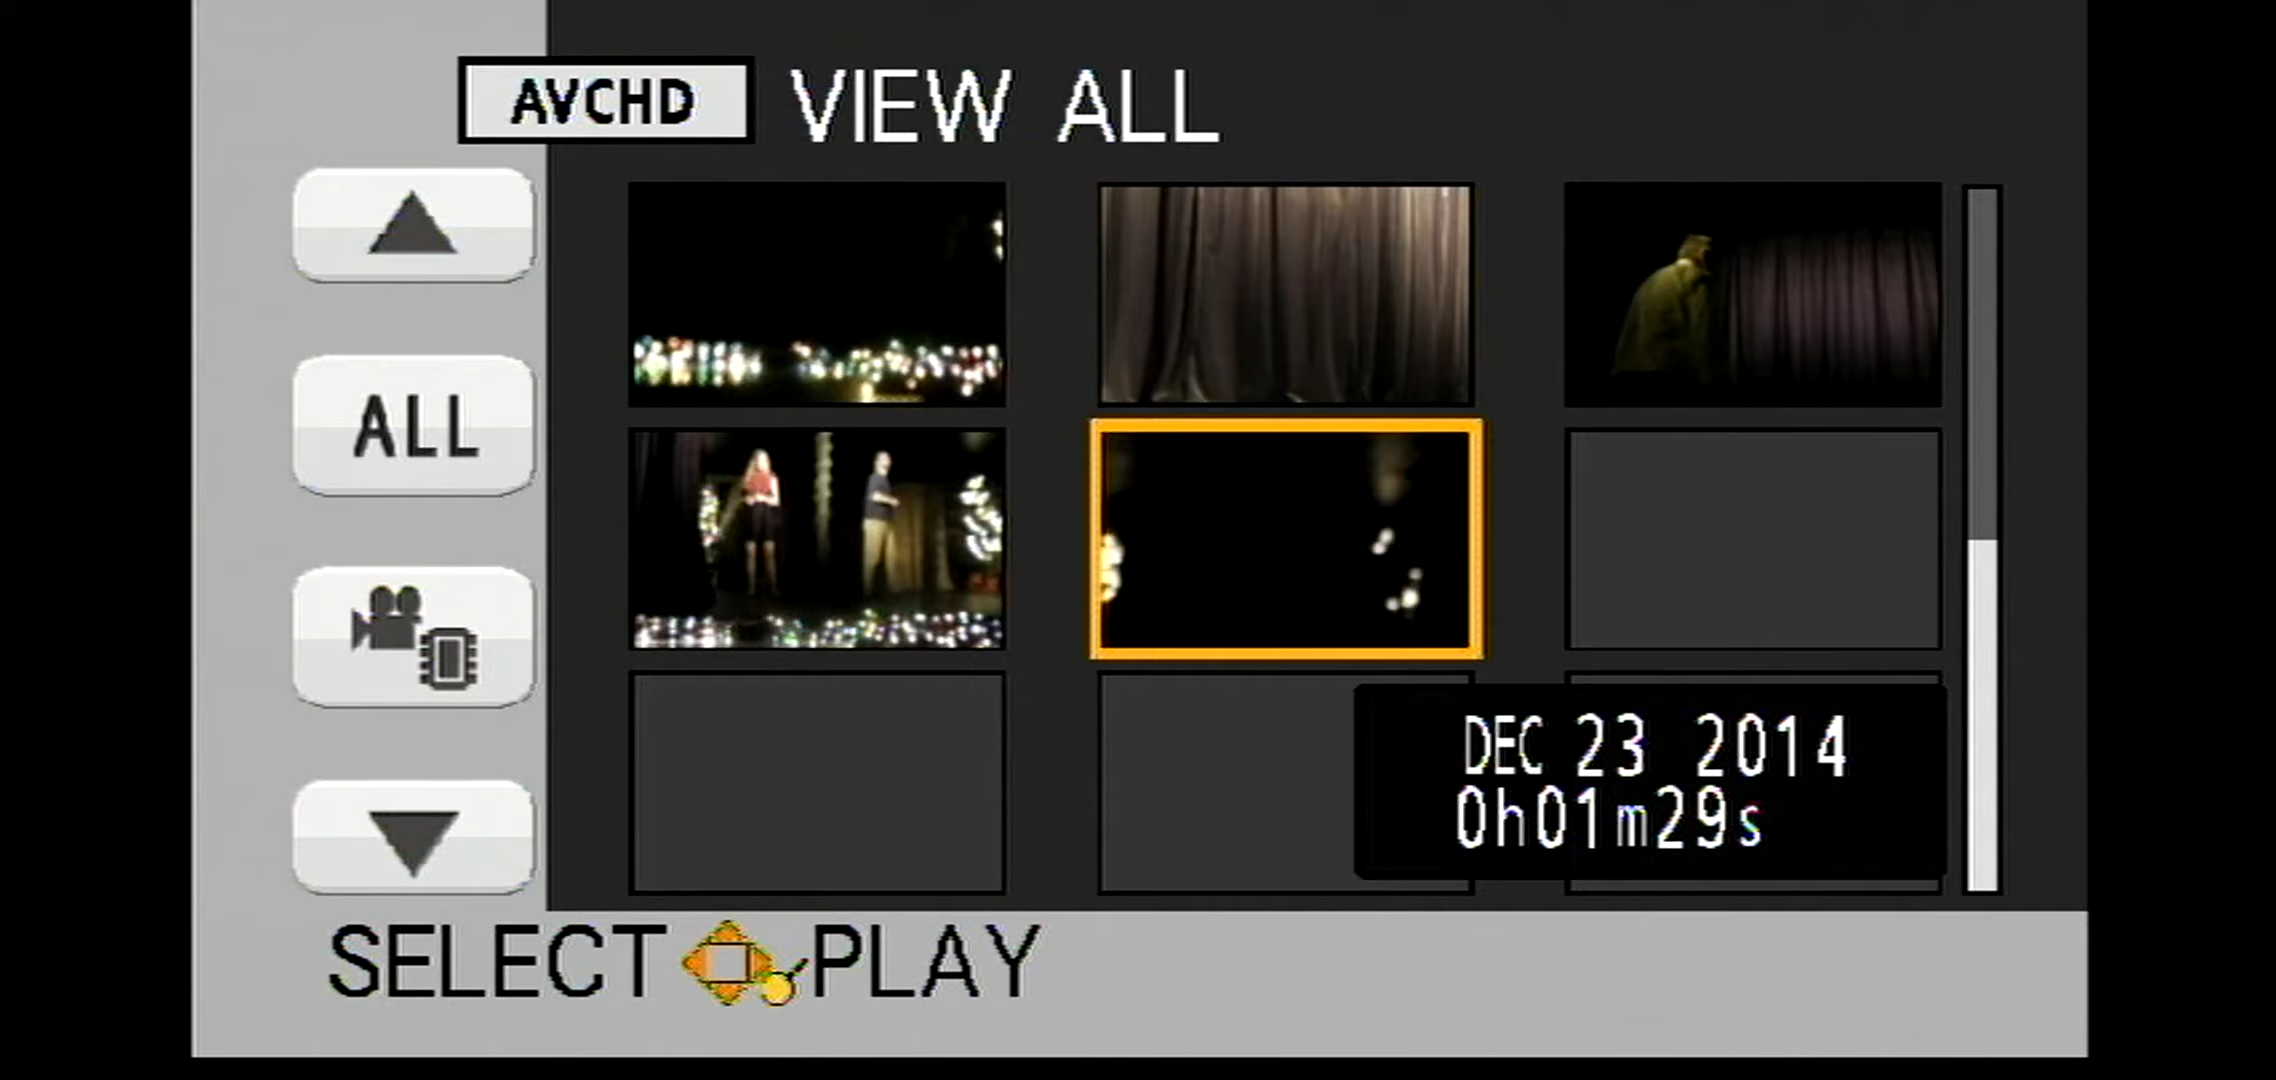 AVCHD VIEW ALL
ALL
DEC 23 2014
0h01m29s
SELECT PLAY